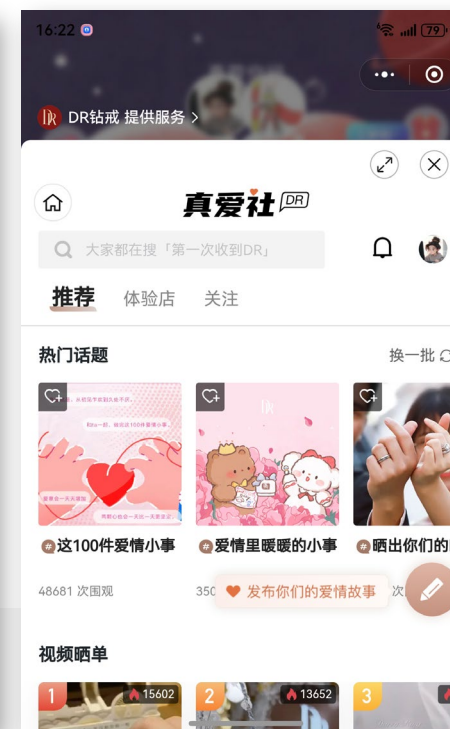 16:22
79
DR钻戒 提供服务 >
真爱社 DR
大家都在搜「第一次收到DR」
推荐 体验店 关注
热门话题 换一批
#这100件爱情小事
#爱情里暖暖的小事
#晒出你们的
48681 次围观
350
发布你们的爱情故事
次
视频晒单
1 15602
2 13652
3